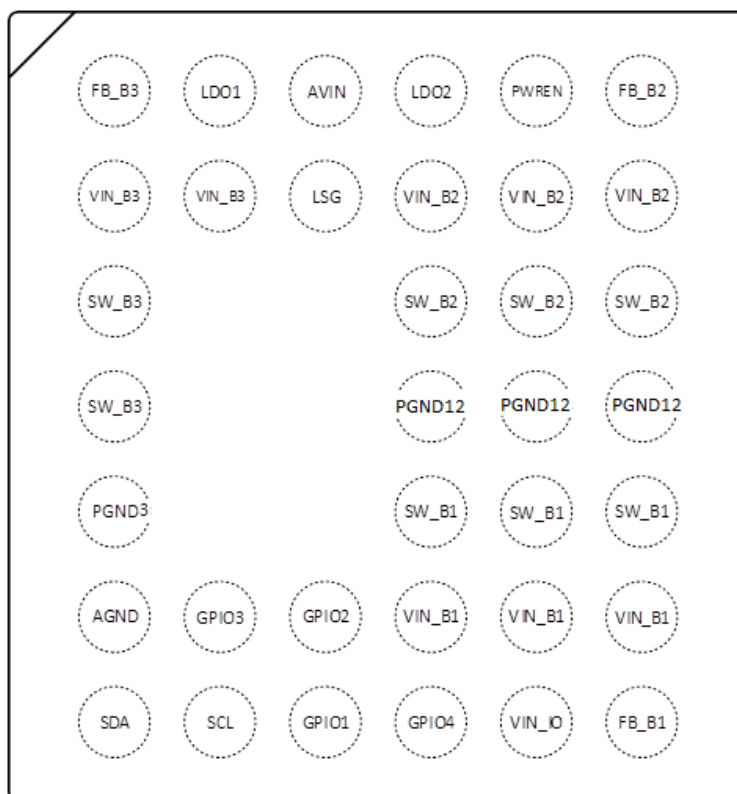 FB_B3 LDO1 AVIN LDO2 PWREN FB_B2
VIN_B3 VIN_B3 LSG VIN_B2 VIN_B2 VIN_B2
SW_B3 SW_B2 SW_B2 SW_B2
SW_B3 PGND12 PGND12 PGND12
PGND3 SW_B1 SW_B1 SW_B1
AGND GPIO3 GPIO2 VIN_B1 VIN_B1 VIN_B1
SDA SCL GPIO1 GPIO4 VIN_IO FB_B1